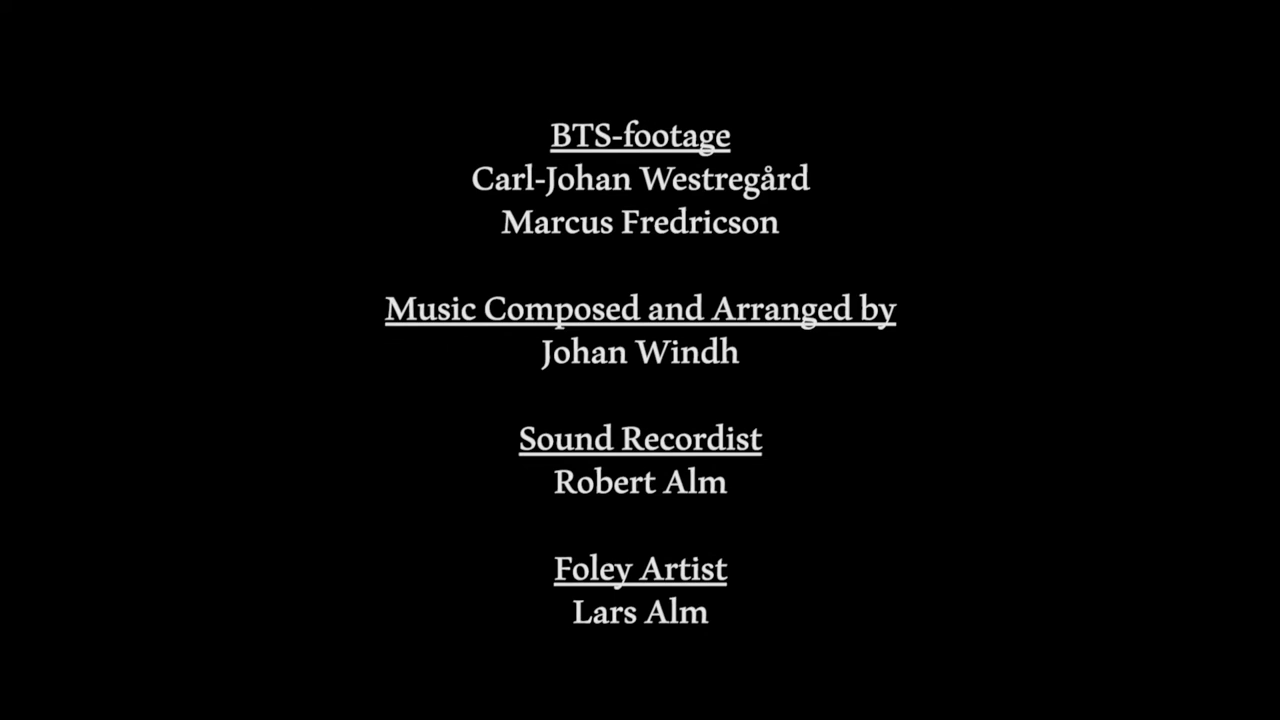 BTS-footage
Carl-Johan Westregård
Marcus Fredricson
Music Composed and Arranged by
Johan Windh
Sound Recordist
Robert Alm
Foley Artist
Lars Alm